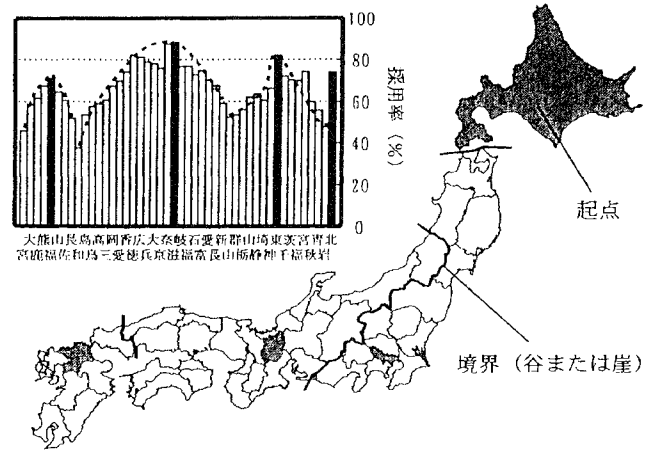 100
80
60
40
20
0
採用率（％）
大熊山長島高岡香広大奈岐石愛新群山埼東茨宮青北
宮鹿福佐和鳥三愛徳兵京滋福富長山栃静神千福秋岩
起点
境界（谷または崖）